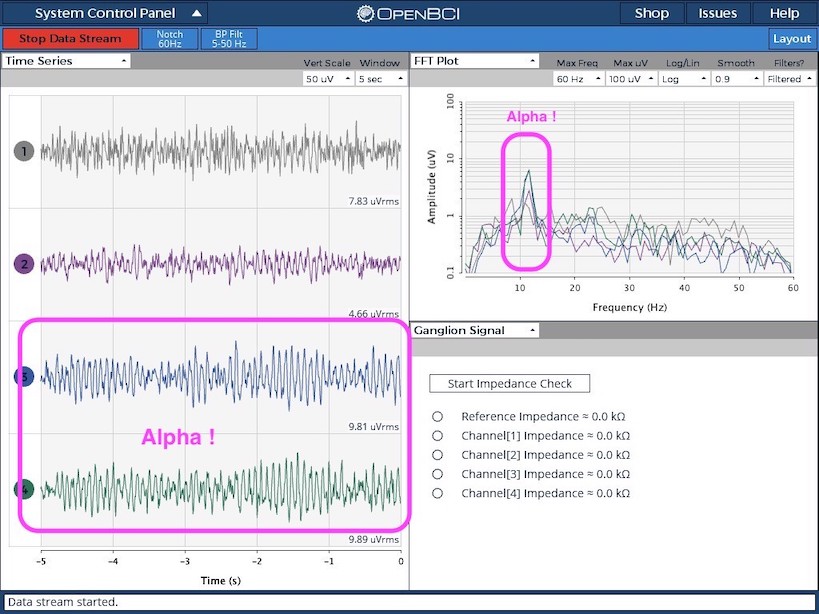 System Control Panel
OpenBCI
Shop
Issues
Help
Stop Data Stream
Notch
60Hz
BP Filt
5-50 Hz
Layout
Time Series
Vert Scale
Window
50 uV
5 sec
1
7.83 uVrms
2
4.66 uVrms
3
9.81 uVrms
Alpha !
4
9.89 uVrms
-5
-4
-3
-2
-1
0
Time (s)
FFT Plot
Max Freq
Max uV
Log/Lin
Smooth
Filters?
60 Hz
100 uV
Log
0.9
Filtered
Alpha !
100
10
1
0.1
Amplitude (uV)
10
20
30
40
50
60
Frequency (Hz)
Ganglion Signal
Start Impedance Check
Reference Impedance ≈ 0.0 kΩ
Channel[1] Impedance ≈ 0.0 kΩ
Channel[2] Impedance ≈ 0.0 kΩ
Channel[3] Impedance ≈ 0.0 kΩ
Channel[4] Impedance ≈ 0.0 kΩ
Data stream started.